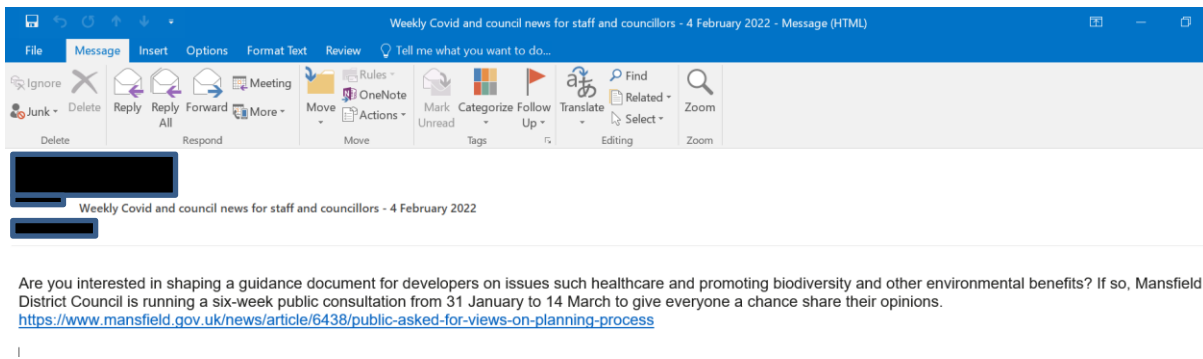 Weekly Covid and council news for staff and councillors - 4 February 2022 - Message (HTML)
File Message Insert Options Format Text Review Tell me what you want to do...
Ignore
Junk
Delete
Reply
Reply All
Forward
Meeting
More
Move
Rules
OneNote
Actions
Mark Unread
Categorize
Follow Up
Translate
Find
Related
Select
Zoom
Delete Respond Move Tags Editing Zoom
Weekly Covid and council news for staff and councillors - 4 February 2022
Are you interested in shaping a guidance document for developers on issues such healthcare and promoting biodiversity and other environmental benefits? If so, Mansfield
District Council is running a six-week public consultation from 31 January to 14 March to give everyone a chance share their opinions.
https://www.mansfield.gov.uk/news/article/6438/public-asked-for-views-on-planning-process